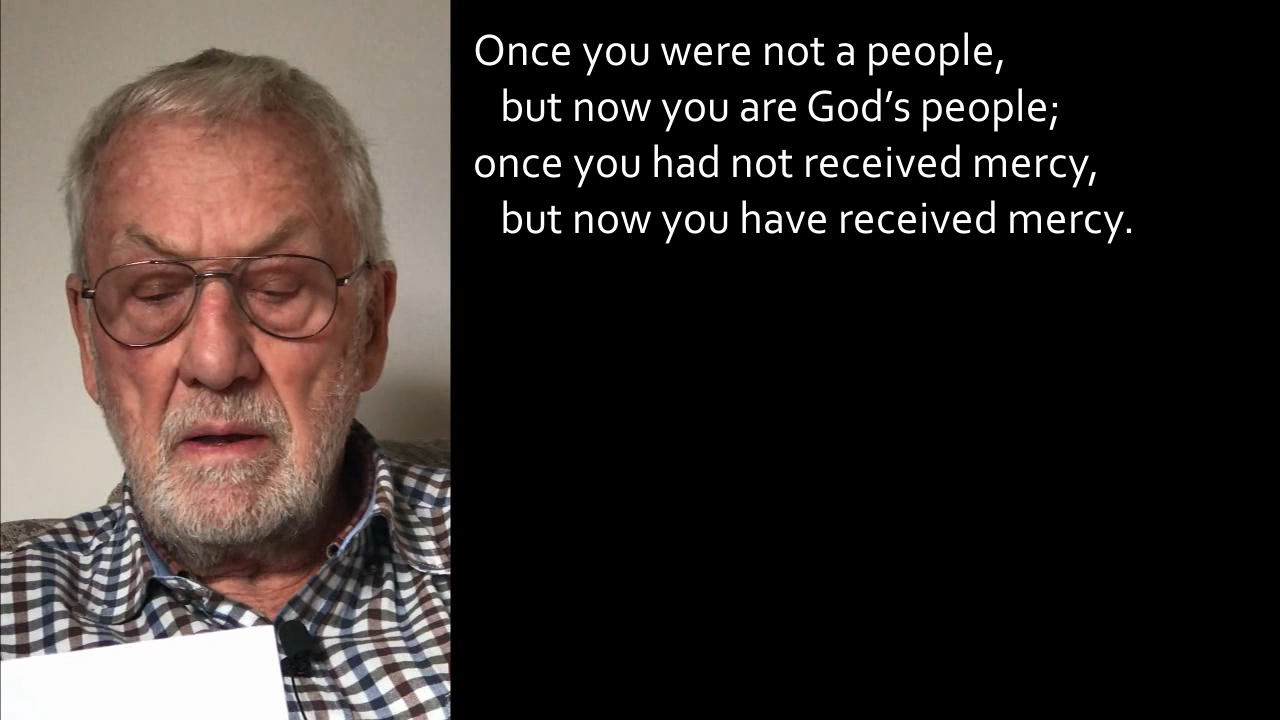 Once you were not a people,
but now you are God’s people;
once you had not received mercy,
but now you have received mercy.